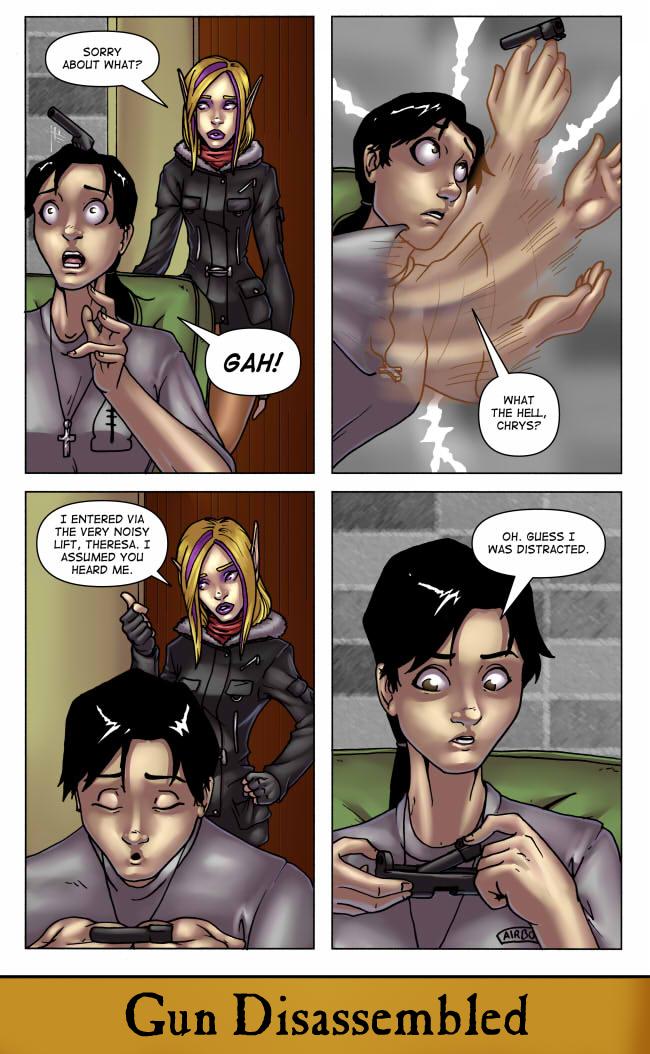 SORRY
ABOUT WHAT?
GAH!
WHAT
THE HELL,
CHRYS?
I ENTERED VIA
THE VERY NOISY
LIFT, THERESA. I
ASSUMED YOU
HEARD ME.
OH. GUESS I
WAS DISTRACTED.
AIRBO
Gun Disassembled